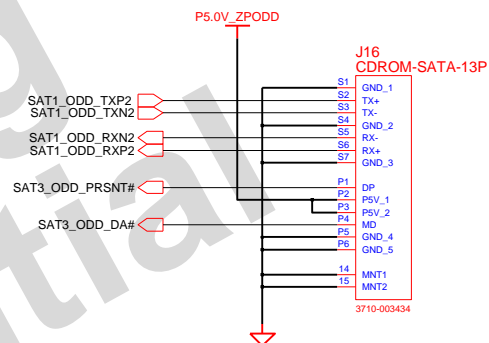 P5.0V_ZPODD
J16
CDROM-SATA-13P
S1 GND_1
SAT1_ODD_TXP2 S2 TX+
SAT1_ODD_TXN2 S3 TX-
S4 GND_2
SAT1_ODD_RXN2 S5 RX-
SAT1_ODD_RXP2 S6 RX+
S7 GND_3
SAT3_ODD_PRSNT# P1 DP
P2 P5V_1
P3 P5V_2
SAT3_ODD_DA# P4 MD
P5 GND_4
P6 GND_5
14 MNT1
15 MNT2
3710-003434